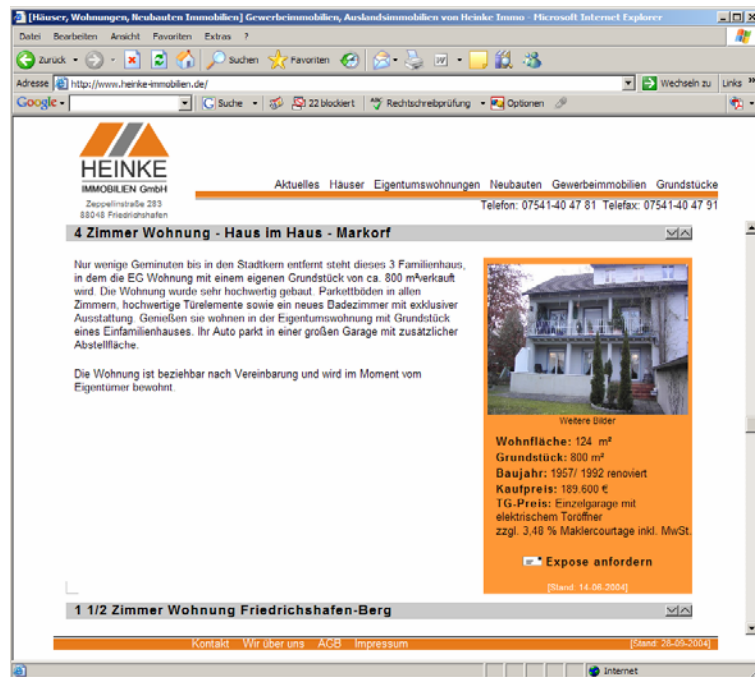 [Häuser, Wohnungen, Neubauten Immobilien] Gewerbeimmobilien, Auslandsimmobilien von Heinke Immo - Microsoft Internet Explorer
Datei Bearbeiten Ansicht Favoriten Extras ?
Zurück Suchen Favoriten
Adresse http://www.heinke-immobilien.de/ Wechseln zu Links »
Google Suche 22 blockiert Rechtschreibprüfung Optionen
HEINKE
IMMOBILIEN GmbH
Zeppelinstraße 283
88048 Friedrichshafen
Aktuelles Häuser Eigentumswohnungen Neubauten Gewerbeimmobilien Grundstücke
Telefon: 07541-40 47 81 Telefax: 07541-40 47 91
4 Zimmer Wohnung - Haus im Haus - Markorf
Nur wenige Geminuten bis in den Stadtkern entfernt steht dieses 3 Familienhaus,
in dem die EG Wohnung mit einem eigenen Grundstück von ca. 800 m²verkauft
wird. Die Wohnung wurde sehr hochwertig gebaut. Parkettböden in allen
Zimmern, hochwertige Türelemente sowie ein neues Badezimmer mit exklusiver
Ausstattung. Genießen sie wohnen in der Eigentumswohnung mit Grundstück
eines Einfamilienhauses. Ihr Auto parkt in einer großen Garage mit zusätzlicher
Abstellfläche.
Die Wohnung ist beziehbar nach Vereinbarung und wird im Moment vom
Eigentümer bewohnt.
Weitere Bilder
Wohnfläche: 124 m²
Grundstück: 800 m²
Baujahr: 1957/ 1992 renoviert
Kaufpreis: 189.600 €
TG-Preis: Einzelgarage mit
elektrischem Toröffner
zzgl. 3,48 % Maklercourtage inkl. MwSt.
Expose anfordern
[Stand: 14.06.2004]
1 1/2 Zimmer Wohnung Friedrichshafen-Berg
Kontakt Wir über uns AGB Impressum [Stand: 26-09-2004]
Internet